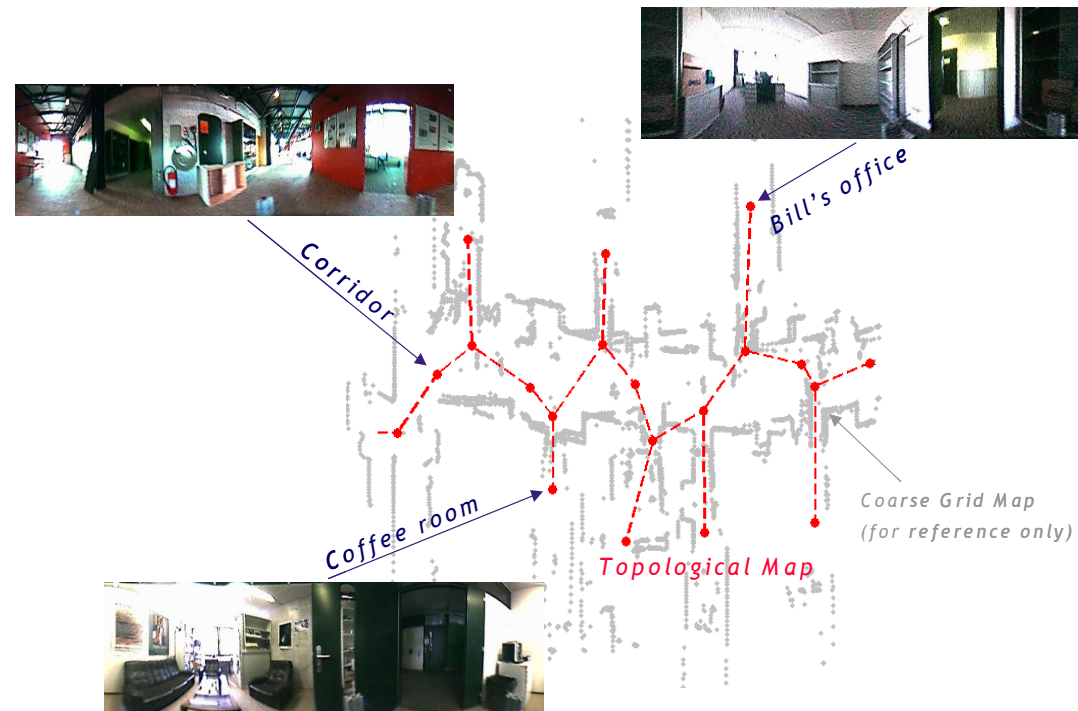 Bill's office
Corridor
Coarse Grid Map
(for reference only)
Coffee room
Topological Map